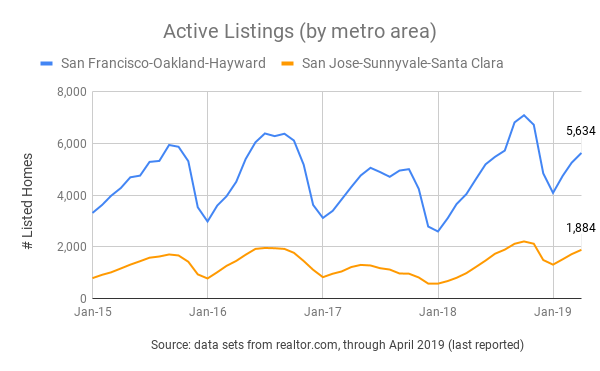 Active Listings (by metro area)
San Francisco-Oakland-Hayward San Jose-Sunnyvale-Santa Clara
8,000
6,000
4,000
2,000
0
# Listed Homes
5,634
1,884
Jan-15 Jan-16 Jan-17 Jan-18 Jan-19
Source: data sets from realtor.com, through April 2019 (last reported)